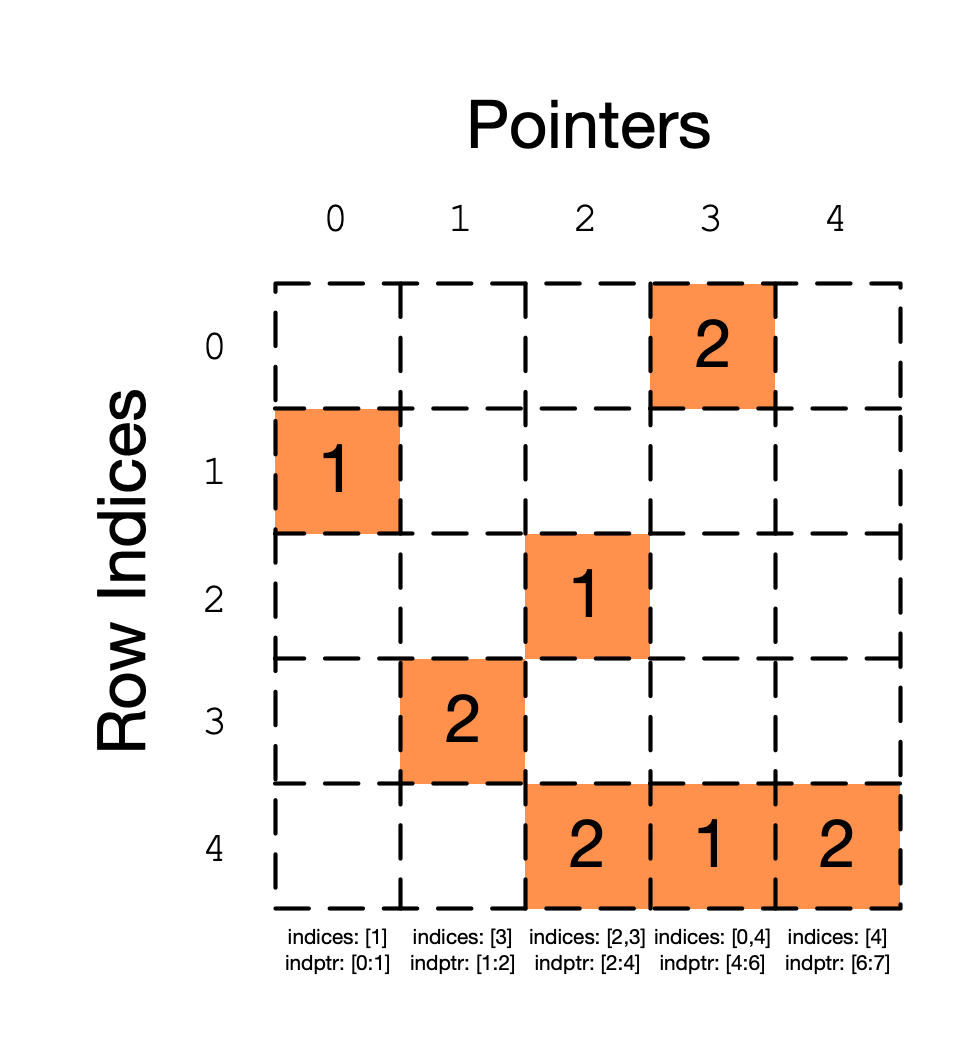 Pointers
0 1 2 3 4
Row Indices
0 2
1 1
2 1
3 2
4 2 1 2
indices: [1] indices: [3] indices: [2,3] indices: [0,4] indices: [4]
indptr: [0:1] indptr: [1:2] indptr: [2:4] indptr: [4:6] indptr: [6:7]